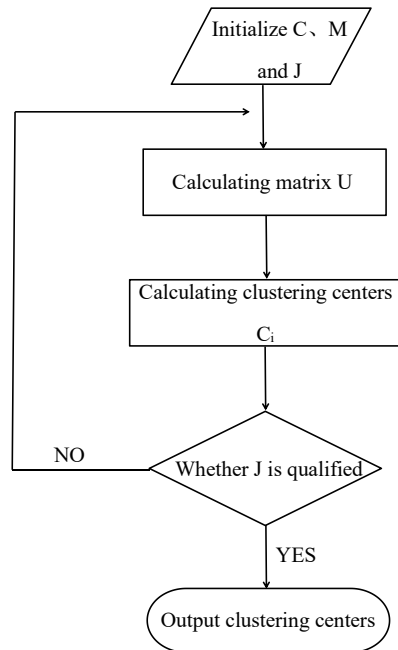 Initialize C、M
and J
Calculating matrix U
Calculating clustering centers
Cᵢ
Whether J is qualified
NO
YES
Output clustering centers